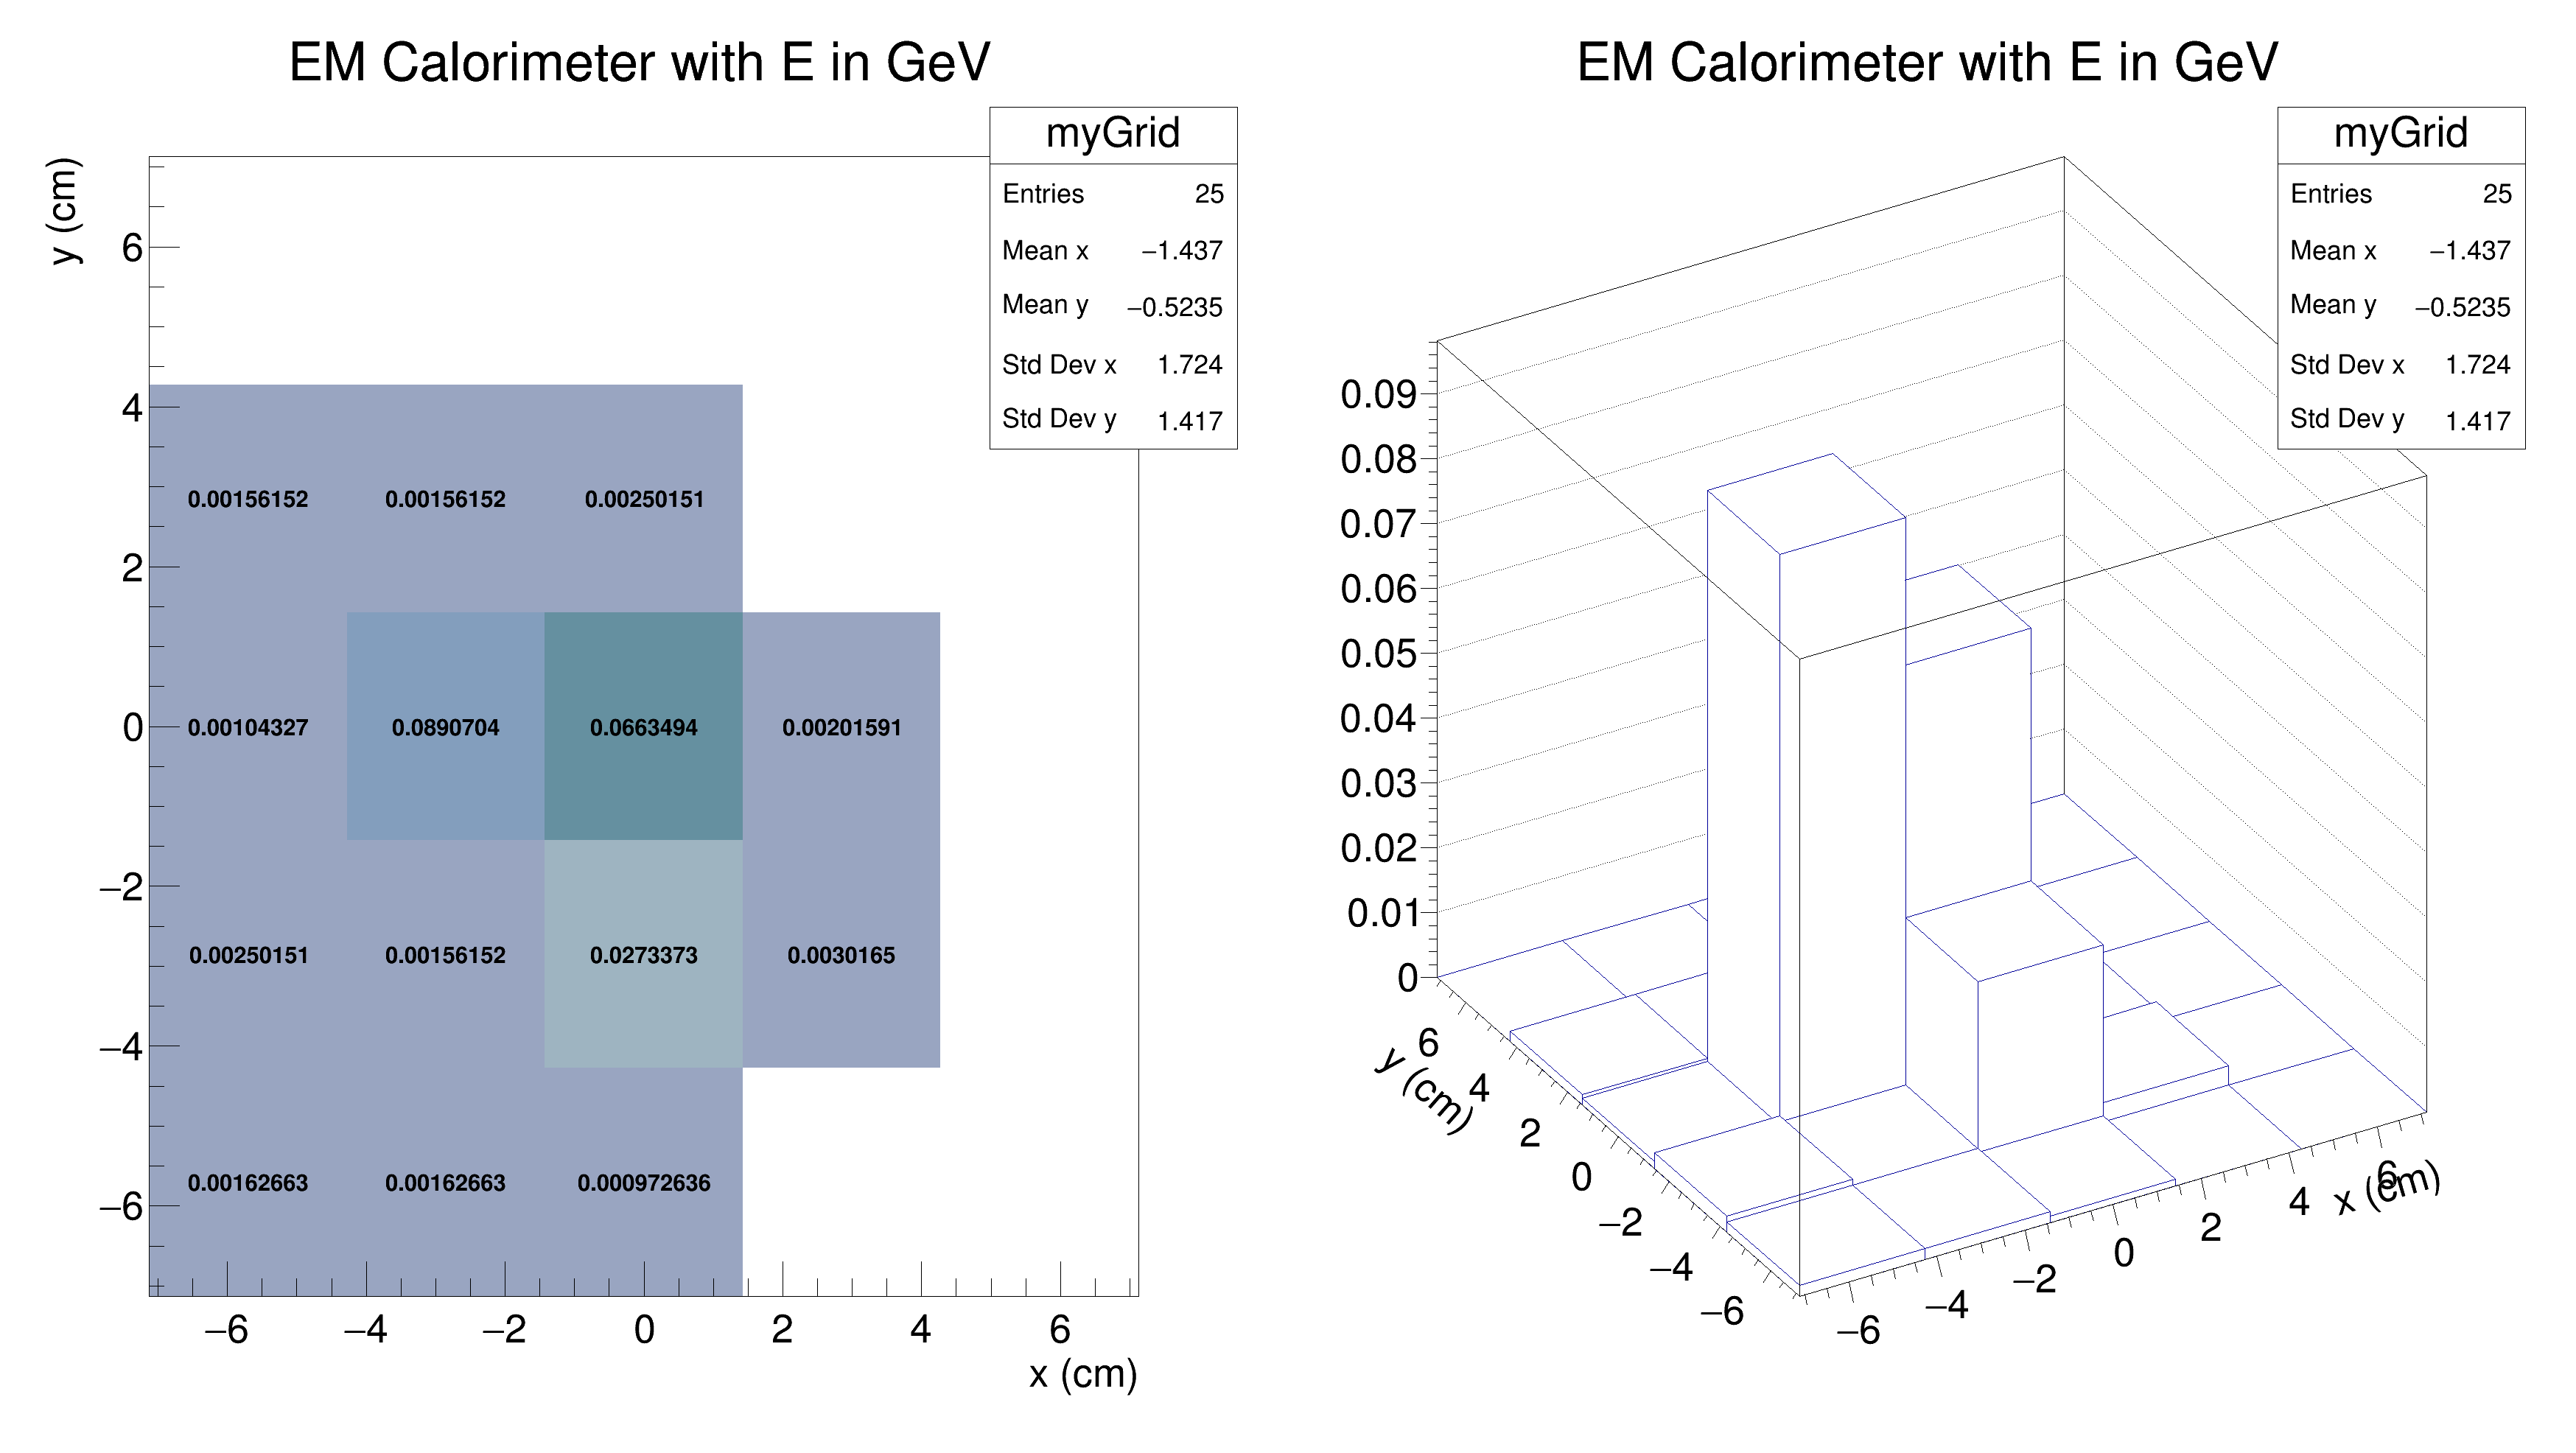 EM Calorimeter with E in GeV
myGrid
Entries 25
Mean x −1.437
Mean y −0.5235
Std Dev x 1.724
Std Dev y 1.417
y (cm)
6
4
2
0
−2
−4
−6
0.00156152 0.00156152 0.00250151
0.00104327 0.0890704 0.0663494 0.00201591
0.00250151 0.00156152 0.0273373 0.0030165
0.00162663 0.00162663 0.000972636
−6 −4 −2 0 2 4 6
x (cm)
EM Calorimeter with E in GeV
myGrid
Entries 25
Mean x −1.437
Mean y −0.5235
Std Dev x 1.724
Std Dev y 1.417
0.09
0.08
0.07
0.06
0.05
0.04
0.03
0.02
0.01
0
y (cm)
6
4
2
0
−2
−4
−6
−6 −4 −2 0 2 4 6
x (cm)